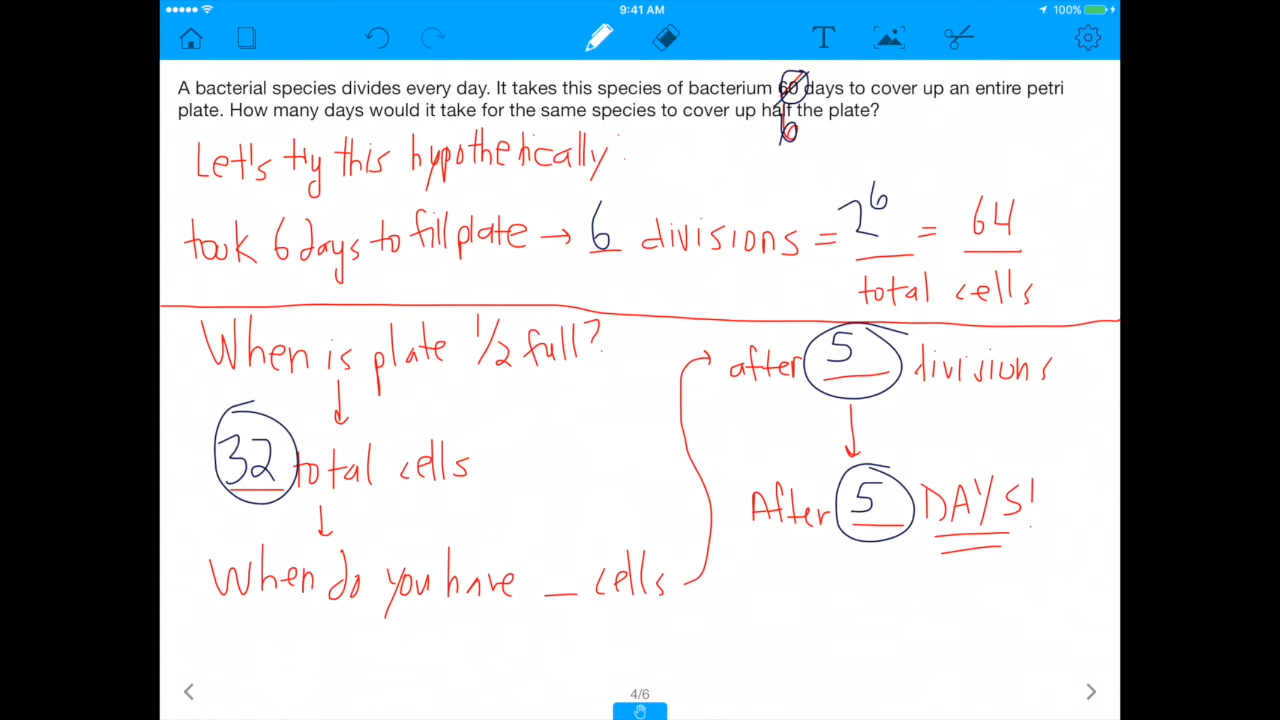 9:41 AM
100%
T
A bacterial species divides every day. It takes this species of bacterium 60 days to cover up an entire petri
plate. How many days would it take for the same species to cover up half the plate?
6
Let's try this hypothetically:
took 6 days to fill plate → 6 divisions = 2^6 = 64
total cells
When is plate 1/2 full?
↓
32 total cells
↓
When do you have _ cells
after 5 divisions
↓
After 5 DAYS!
4/6